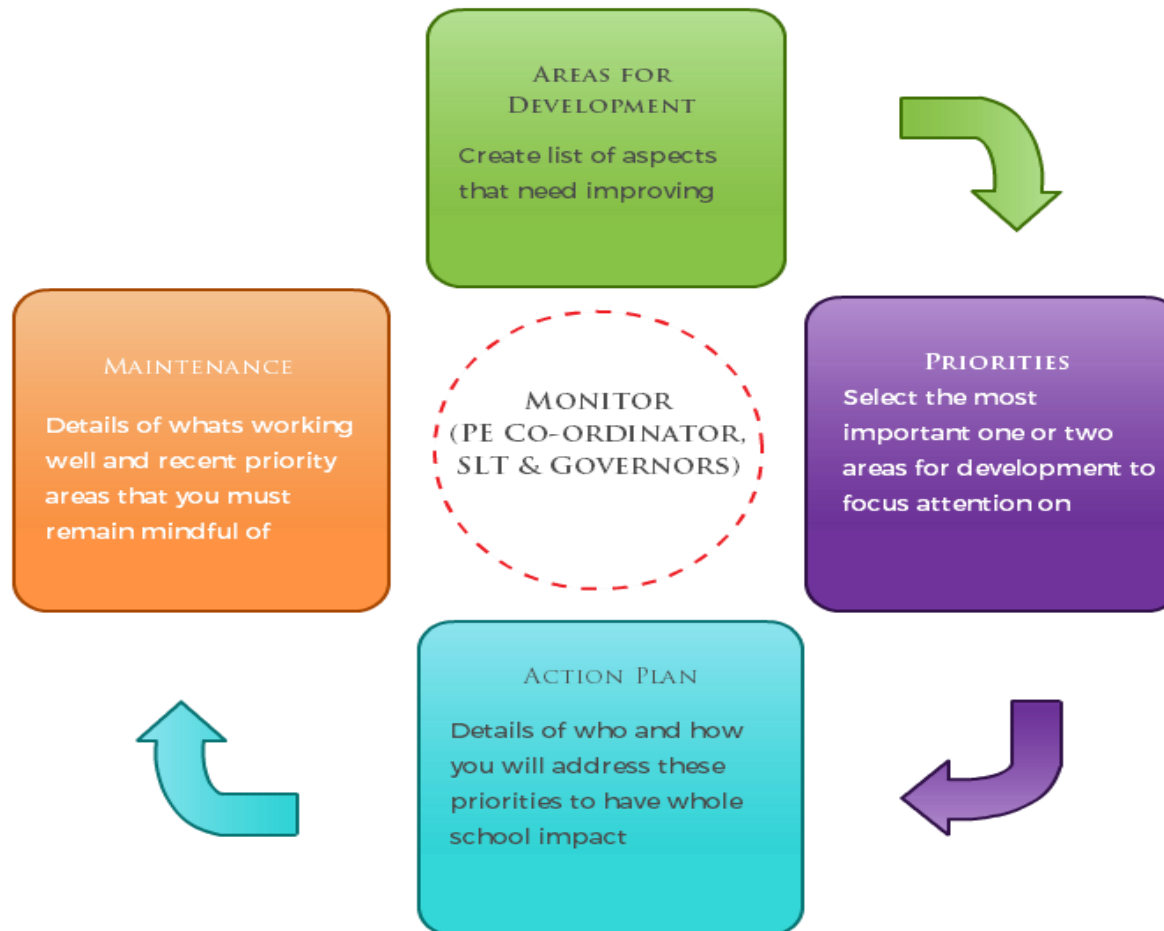 AREAS FOR
DEVELOPMENT
Create list of aspects
that need improving
PRIORITIES
Select the most
important one or two
areas for development to
focus attention on
ACTION PLAN
Details of who and how
you will address these
priorities to have whole
school impact
MAINTENANCE
Details of whats working
well and recent priority
areas that you must
remain mindful of
MONITOR
(PE CO-ORDINATOR,
SLT & GOVERNORS)